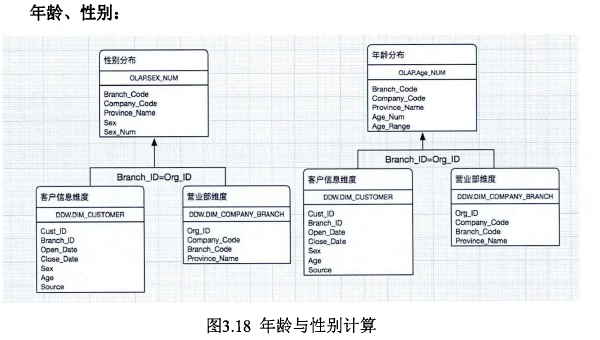 年龄、性别：
性别分布
OLAP.SEX_NUM
Branch_Code
Company_Code
Province_Name
Sex
Sex_Num
年龄分布
OLAP.Age_NUM
Branch_Code
Company_Code
Province_Name
Age_Num
Age_Range
Branch_ID=Org_ID
Branch_ID=Org_ID
客户信息维度
DDW.DIM_CUSTOMER
Cust_ID
Branch_ID
Open_Date
Close_Date
Sex
Age
Source
营业部维度
DDW.DIM_COMPANY_BRANCH
Org_ID
Company_Code
Branch_Code
Province_Name
客户信息维度
DDW.DIM_CUSTOMER
Cust_ID
Branch_ID
Open_Date
Close_Date
Sex
Age
Source
营业部维度
DDW.DIM_COMPANY_BRANCH
Org_ID
Company_Code
Branch_Code
Province_Name
图3.18 年龄与性别计算